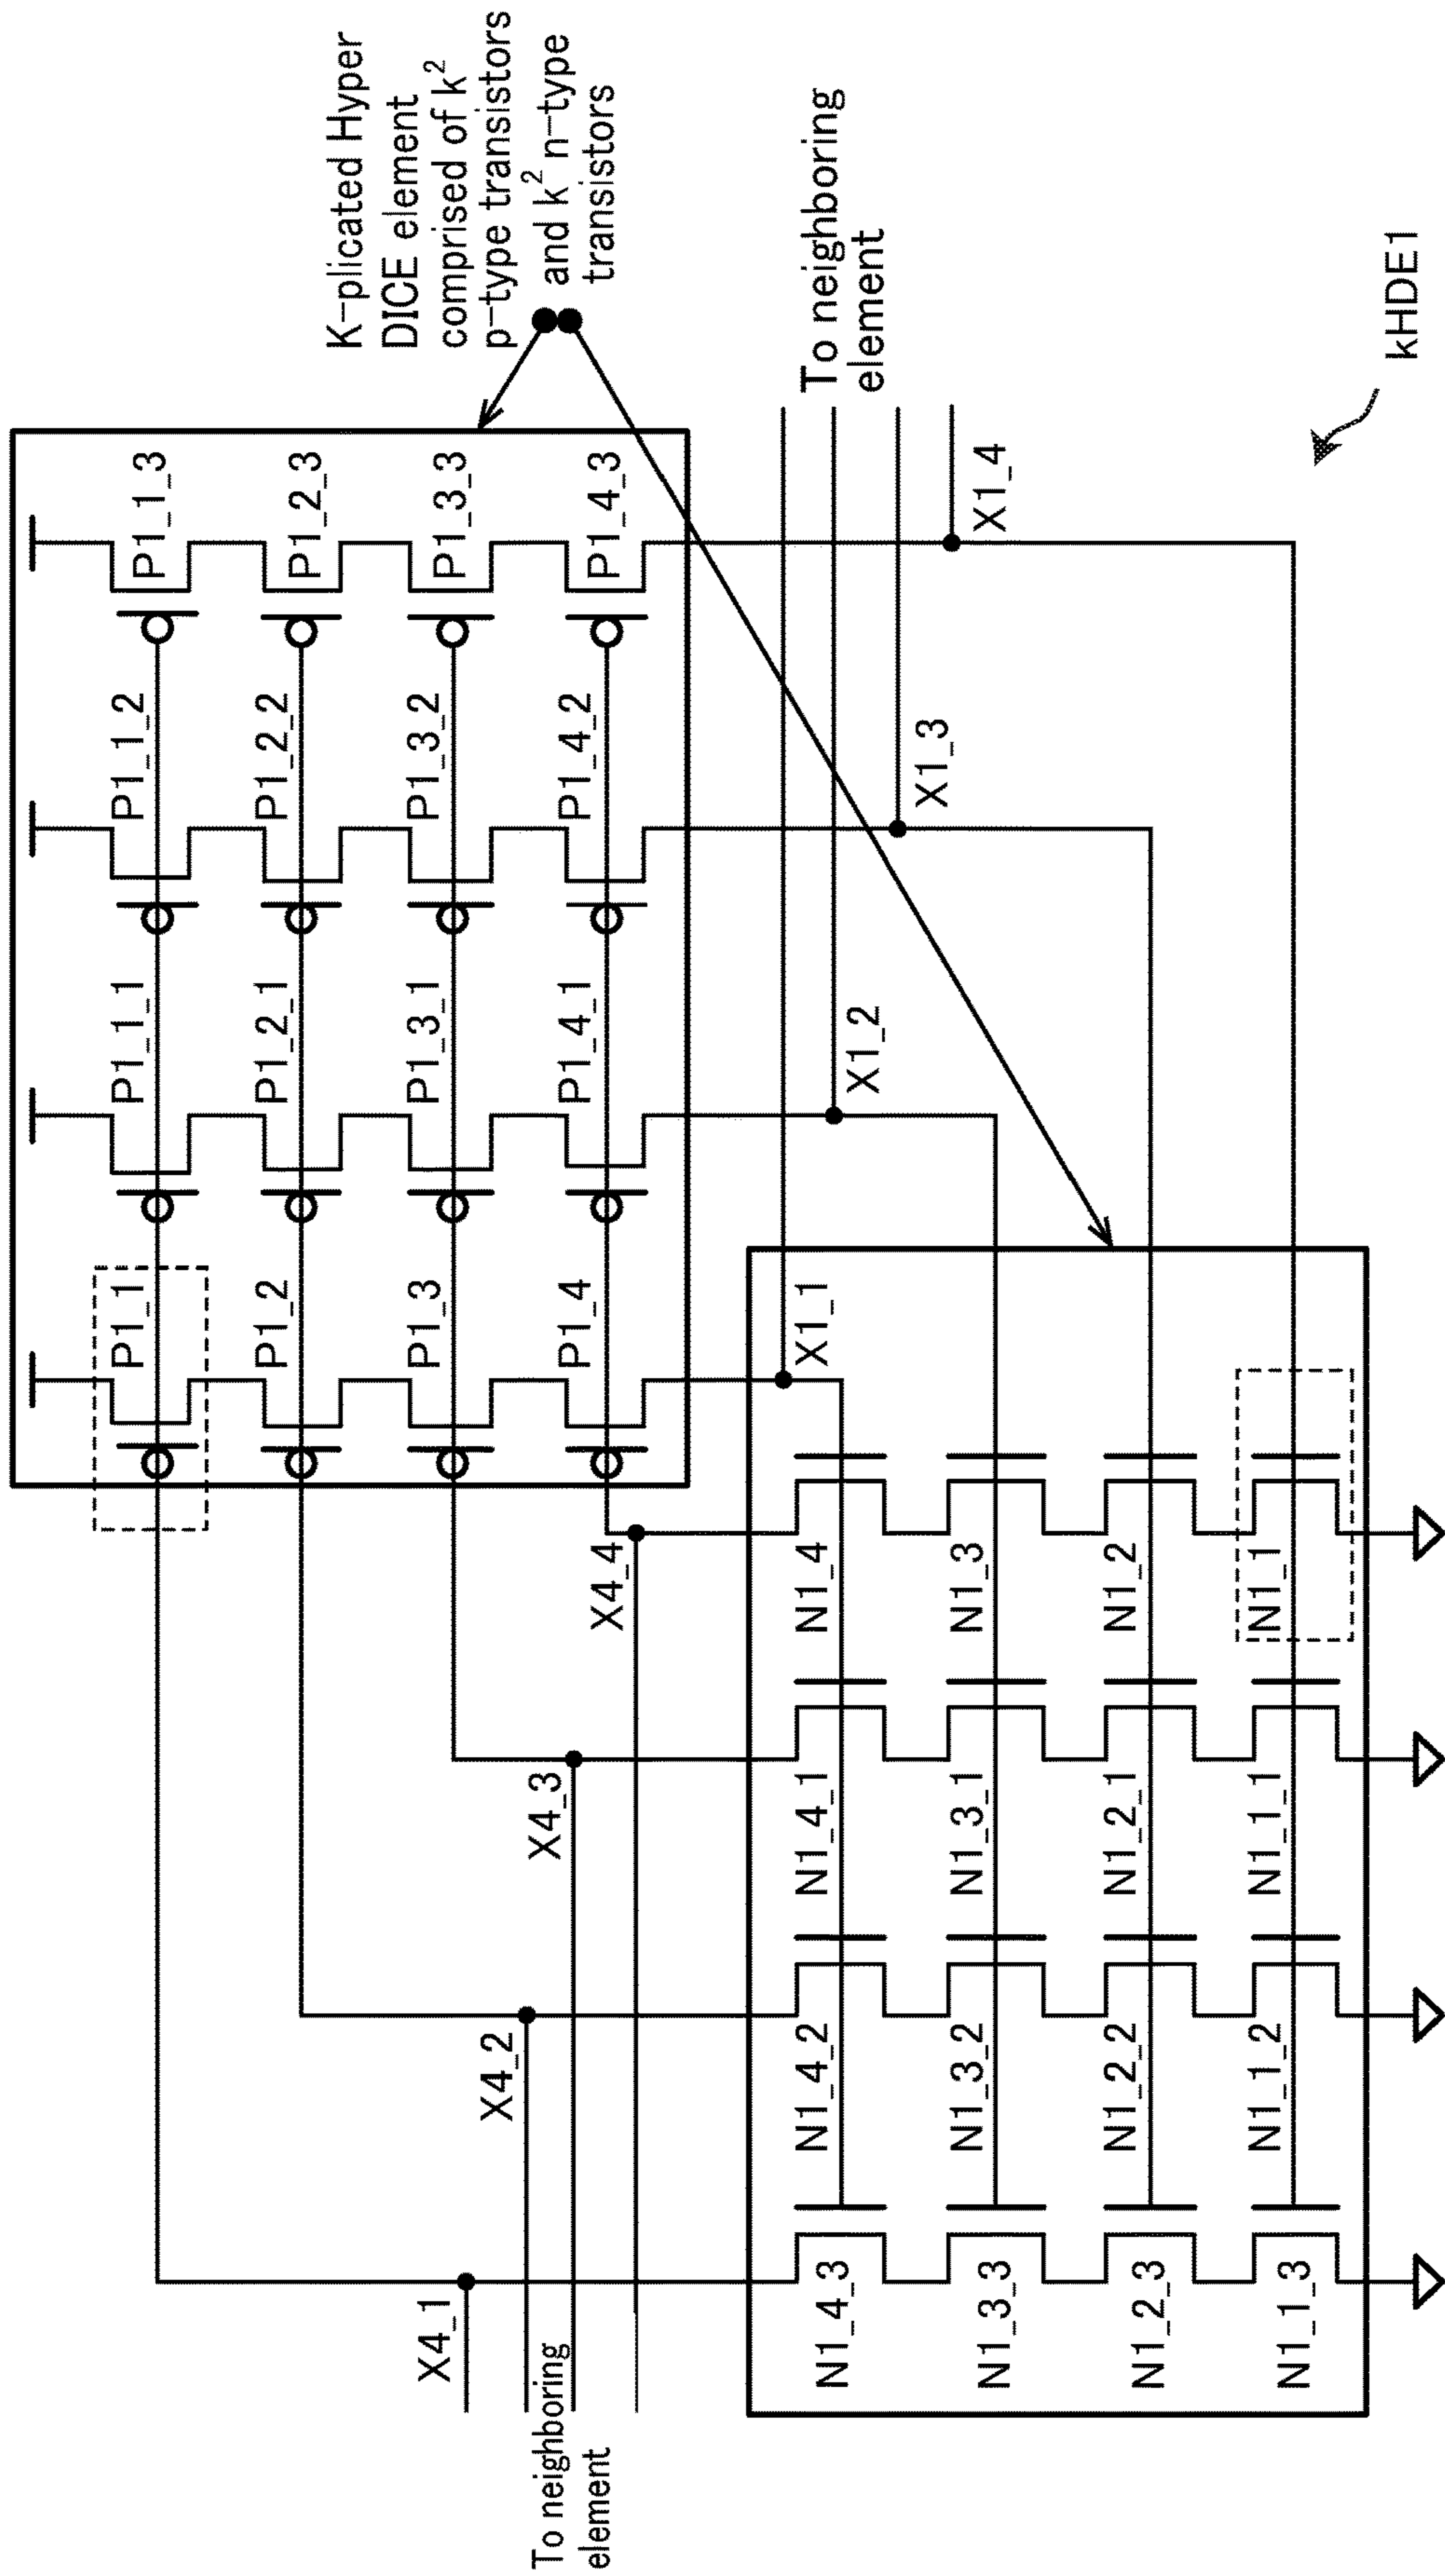 K-plicated Hyper
DICE element
comprised of k²
p-type transistors
and k² n-type
transistors
P1_1
P1_1_1
P1_1_2
P1_1_3
P1_2
P1_2_1
P1_2_2
P1_2_3
P1_3
P1_3_1
P1_3_2
P1_3_3
P1_4
P1_4_1
P1_4_2
P1_4_3
To neighboring
element
X4_1
X4_2
X4_3
X4_4
X1_1
X1_2
X1_3
X1_4
To neighboring
element
N1_4_3
N1_4_2
N1_4_1
N1_4
N1_3_3
N1_3_2
N1_3_1
N1_3
N1_2_3
N1_2_2
N1_2_1
N1_2
N1_1_3
N1_1_2
N1_1_1
N1_1
kHDE1